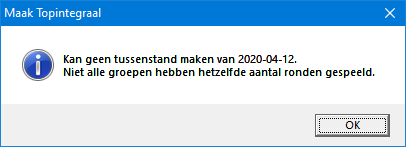 Maak Topintegraal
Kan geen tussenstand maken van 2020-04-12.
Niet alle groepen hebben hetzelfde aantal ronden gespeeld.
OK